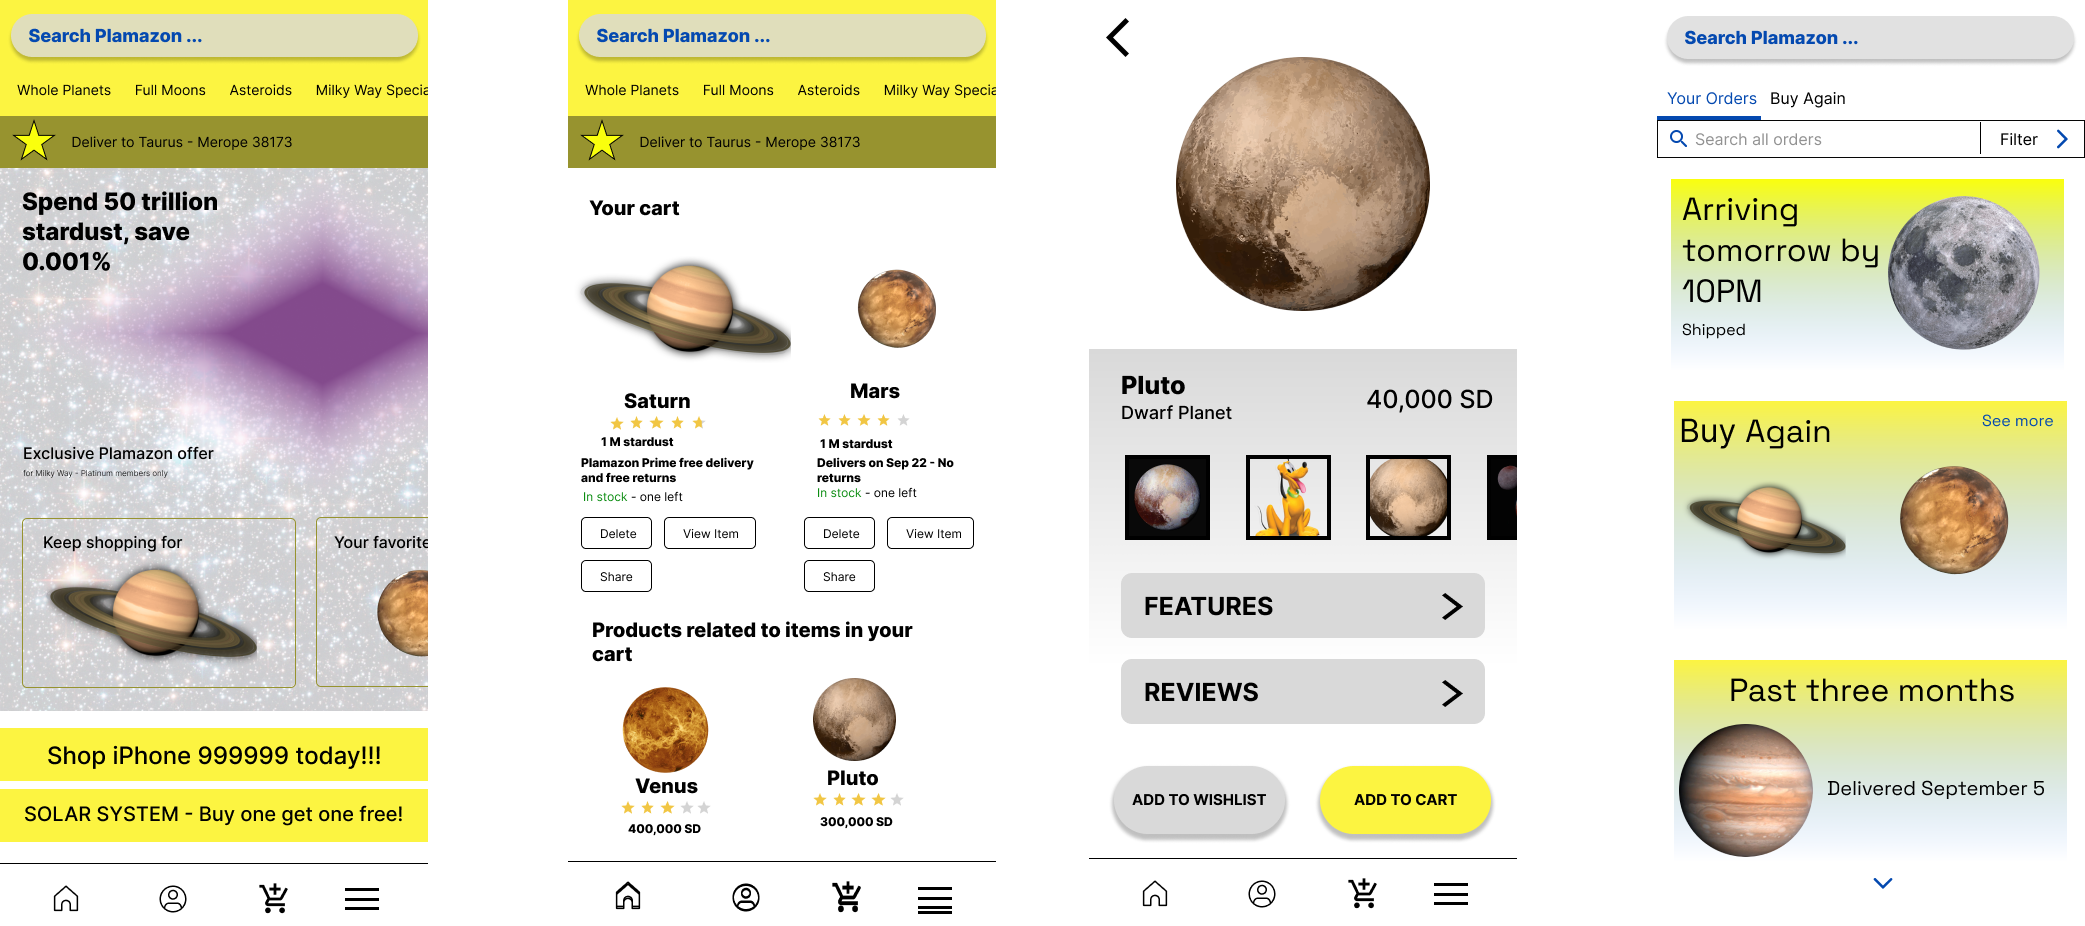 Search Plamazon ...
Whole Planets Full Moons Asteroids Milky Way Specia
Deliver to Taurus - Merope 38173
Spend 50 trillion
stardust, save
0.001%
Exclusive Plamazon offer
for Milky Way - Platinum members only
Keep shopping for
Your favorite
Shop iPhone 999999 today!!!
SOLAR SYSTEM - Buy one get one free!
Search Plamazon ...
Whole Planets Full Moons Asteroids Milky Way Specia
Deliver to Taurus - Merope 38173
Your cart
Saturn
1 M stardust
Plamazon Prime free delivery
and free returns
In stock - one left
Delete View Item
Share
Mars
1 M stardust
Delivers on Sep 22 - No
returns
In stock - one left
Delete View Item
Share
Products related to items in your
cart
Venus
400,000 SD
Pluto
300,000 SD
Pluto
Dwarf Planet
40,000 SD
FEATURES
REVIEWS
ADD TO WISHLIST
ADD TO CART
Search Plamazon ...
Your Orders Buy Again
Search all orders
Filter
Arriving
tomorrow by
10PM
Shipped
Buy Again
See more
Past three months
Delivered September 5